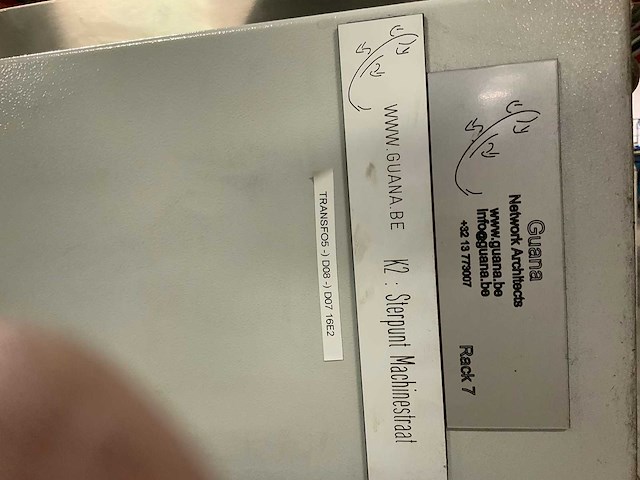 Guana
Network Architects
www.guana.be
info@guana.be
+32 13 773007
Rack 7
WWW.GUANA.BE K2 : Sterpunt Machinestraat
TRANSFO5 -) D08 -) D07 16E2